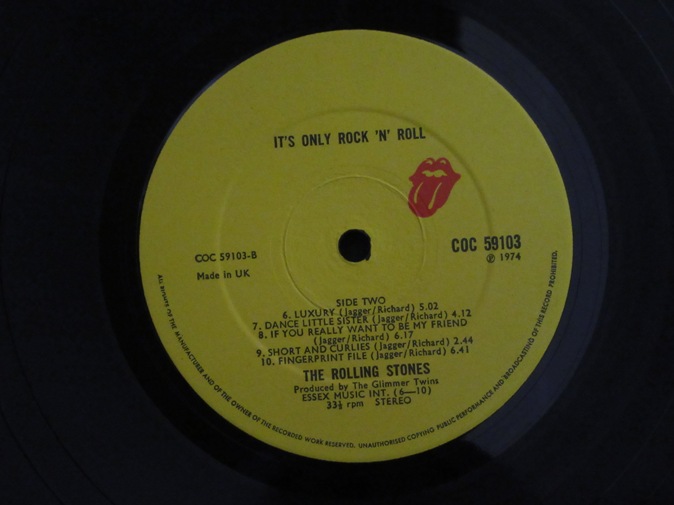 IT'S ONLY ROCK 'N' ROLL
COC 59103-B
Made in UK
COC 59103
℗ 1974
SIDE TWO
6. LUXURY (Jagger/Richard) 5.02
7. DANCE LITTLE SISTER (Jagger/Richard) 4.12
8. IF YOU REALLY WANT TO BE MY FRIEND
(Jagger/Richard) 6.17
9. SHORT AND CURLIES (Jagger/Richard) 2.44
10. FINGERPRINT FILE (Jagger/Richard) 6.41
THE ROLLING STONES
Produced by The Glimmer Twins
ESSEX MUSIC INT. (6—10)
33⅓ rpm STEREO
ALL RIGHTS OF THE MANUFACTURER AND OF THE OWNER OF THE RECORDED WORK RESERVED. UNAUTHORISED COPYING PUBLIC PERFORMANCE AND BROADCASTING OF THIS RECORD PROHIBITED.